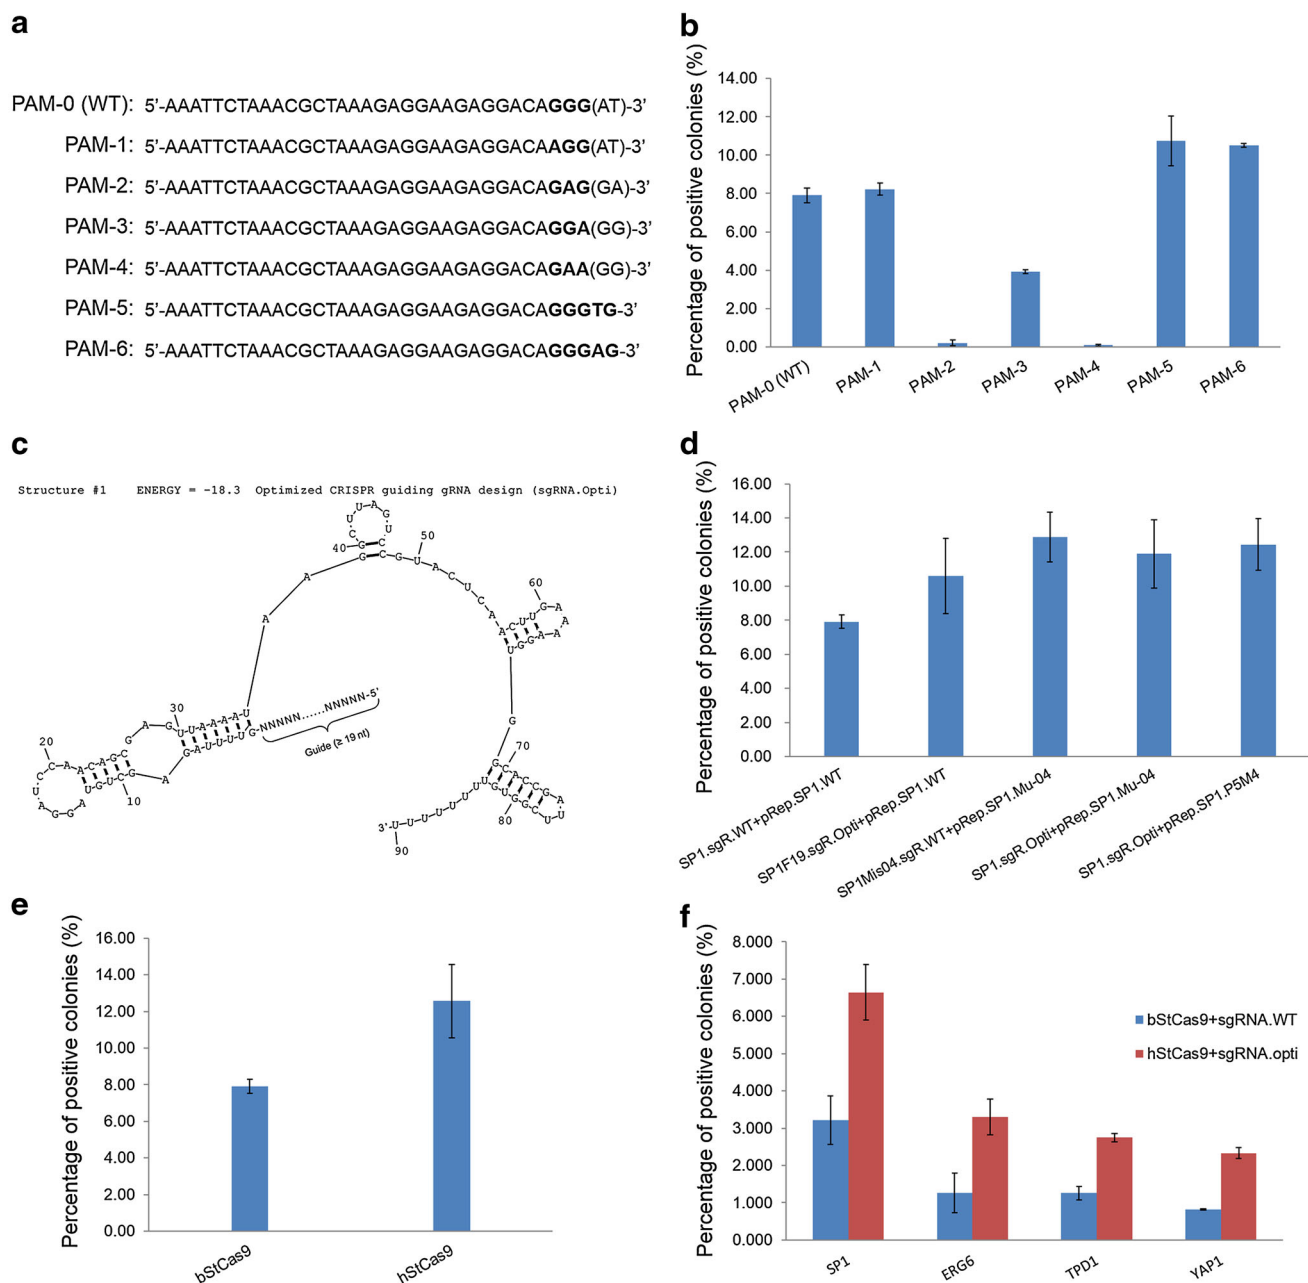 a
PAM-0 (WT): 5'-AAATTCTAAACGCTAAAGAGGAAGAGGACAGGG(AT)-3'
PAM-1: 5'-AAATTCTAAACGCTAAAGAGGAAGAGGACAAGG(AT)-3'
PAM-2: 5'-AAATTCTAAACGCTAAAGAGGAAGAGGACAGAG(GA)-3'
PAM-3: 5'-AAATTCTAAACGCTAAAGAGGAAGAGGACAGGA(GG)-3'
PAM-4: 5'-AAATTCTAAACGCTAAAGAGGAAGAGGACAGAA(GG)-3'
PAM-5: 5'-AAATTCTAAACGCTAAAGAGGAAGAGGACAGGGTG-3'
PAM-6: 5'-AAATTCTAAACGCTAAAGAGGAAGAGGACAGGGAG-3'
b
Percentage of positive colonies (%)
14.00
12.00
10.00
8.00
6.00
4.00
2.00
0.00
PAM-0 (WT)
PAM-1
PAM-2
PAM-3
PAM-4
PAM-5
PAM-6
c
Structure #1 ENERGY = -18.3 Optimized CRISPR guiding gRNA design (sgRNA.Opti)
10
20
30
40
50
60
70
80
90
NNNNN......NNNNN-5'
Guide (≥ 19 nt)
3'
d
Percentage of positive colonies (%)
16.00
14.00
12.00
10.00
8.00
6.00
4.00
2.00
0.00
SP1.sgR.WT+pRep.SP1.WT
SP1F19.sgR.Opti+pRep.SP1.WT
SP1Mis04.sgR.WT+pRep.SP1.Mu-04
SP1.sgR.Opti+pRep.SP1.Mu-04
SP1.sgR.Opti+pRep.SP1.P5M4
e
Percentage of positive colonies (%)
16.00
14.00
12.00
10.00
8.00
6.00
4.00
2.00
0.00
bStCas9
hStCas9
f
Percentage of positive colonies (%)
8.000
7.000
6.000
5.000
4.000
3.000
2.000
1.000
0.000
bStCas9+sgRNA.WT
hStCas9+sgRNA.opti
SP1
ERG6
TPD1
YAP1